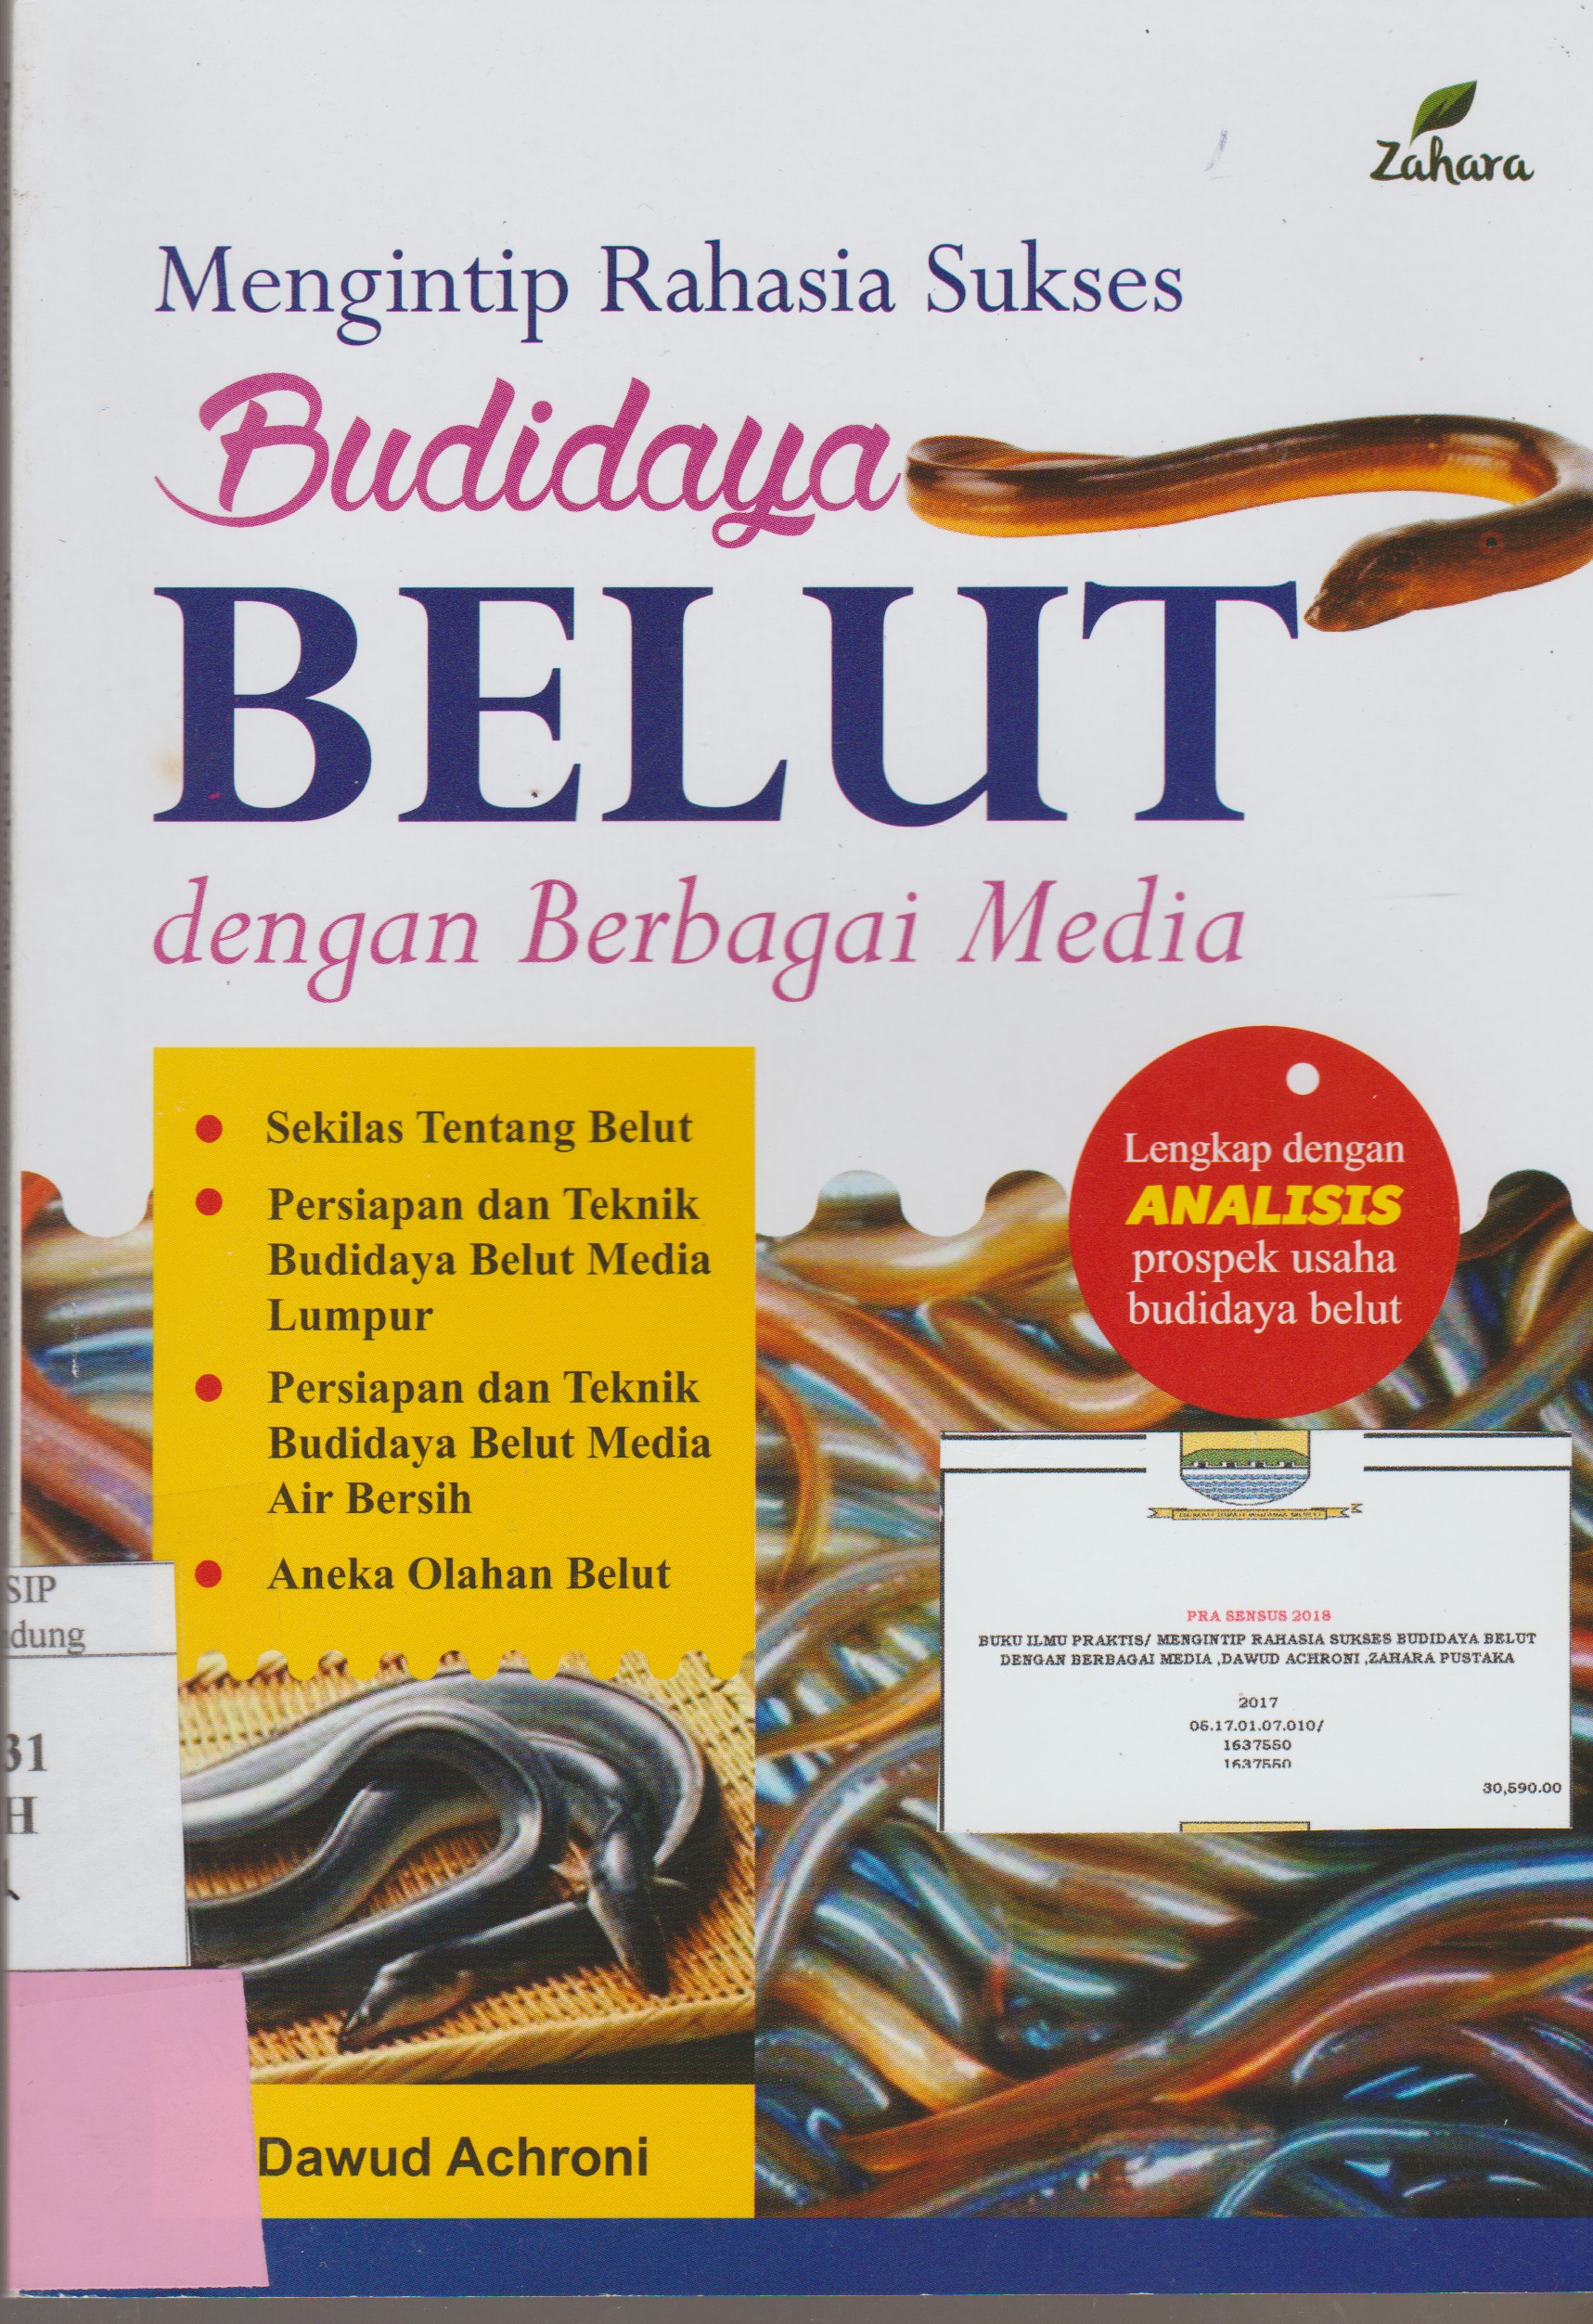 Zahara
Mengintip Rahasia Sukses
Budidaya
BELUT
dengan Berbagai Media
Sekilas Tentang Belut
Persiapan dan Teknik
Budidaya Belut Media
Lumpur
Persiapan dan Teknik
Budidaya Belut Media
Air Bersih
Aneka Olahan Belut
Lengkap dengan
ANALISIS
prospek usaha
budidaya belut
PRA SENSUS 2018
BUKU ILMU PRAKTIS/ MENGINTIP RAHASIA SUKSES BUDIDAYA BELUT
DENGAN BERBAGAI MEDIA ,DAWUD ACHRONI ,ZAHARA PUSTAKA
2017
05.17.01.07.010/
1637550
1637550
30,590.00
SIP
dung
31
H
Dawud Achroni